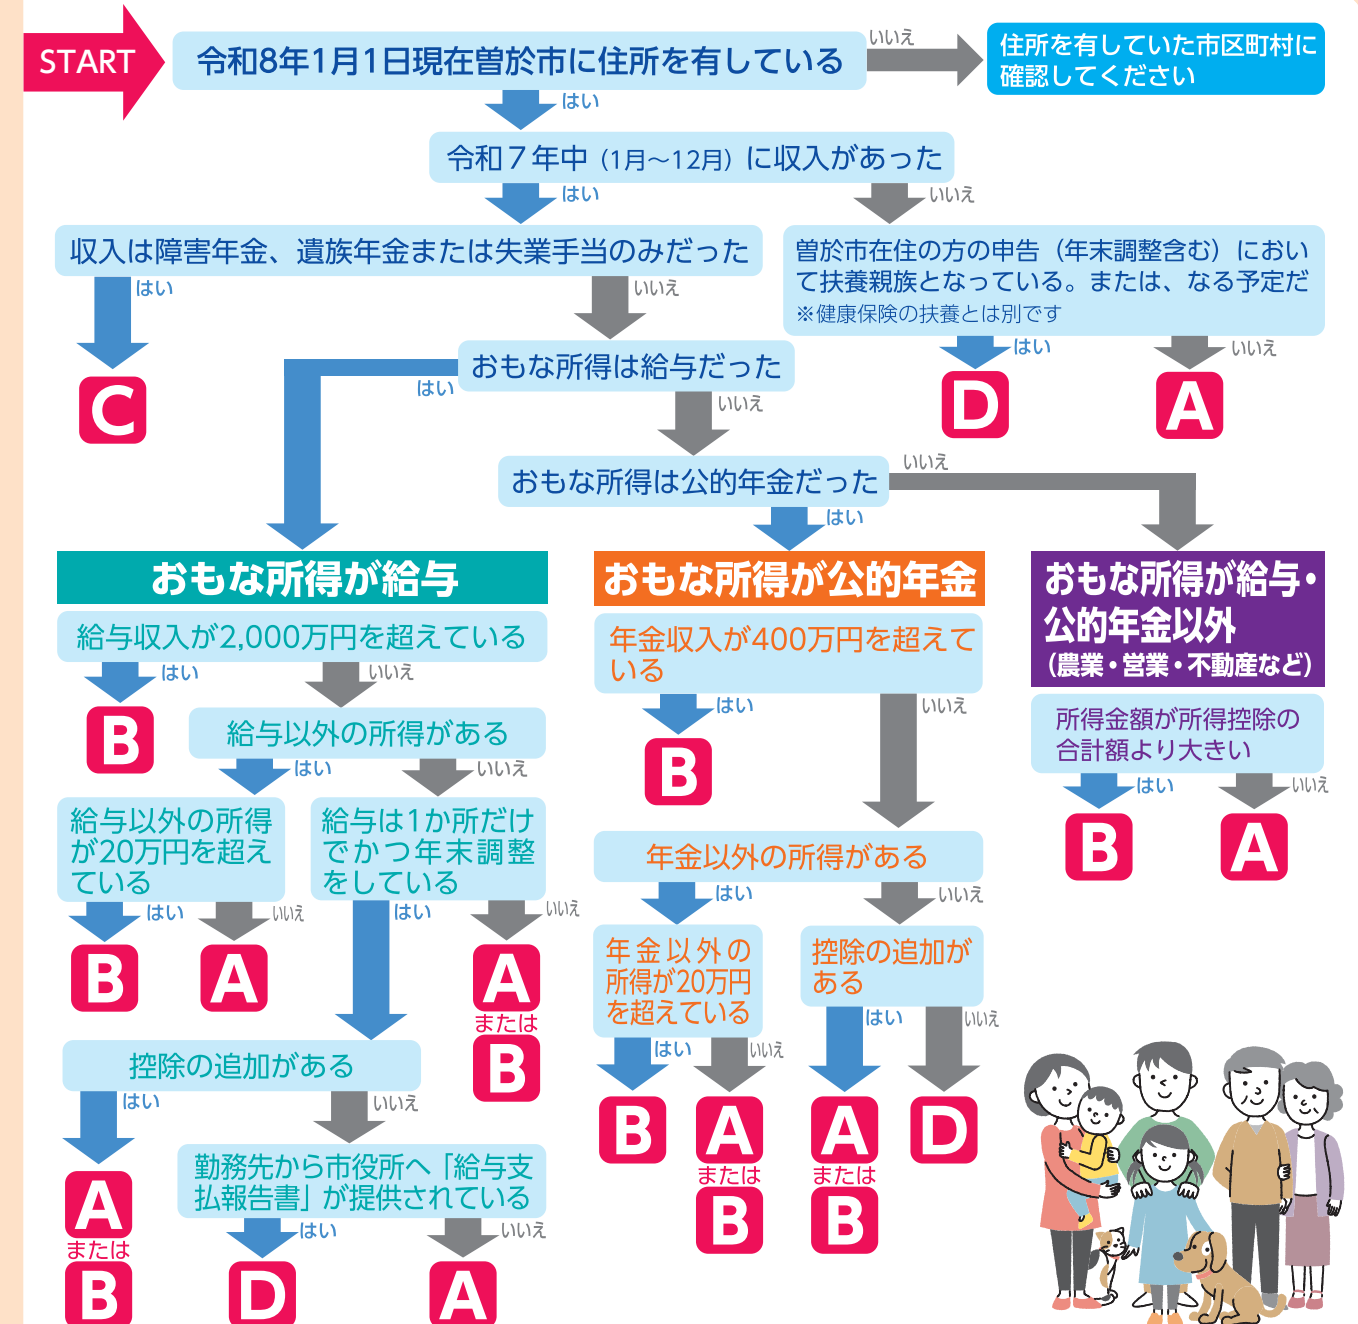 START
令和8年1月1日現在曽於市に住所を有している
いいえ
住所を有していた市区町村に
確認してください
はい
令和７年中（1月～12月）に収入があった
はい
いいえ
収入は障害年金、遺族年金または失業手当のみだった
曽於市在住の方の申告（年末調整含む）におい
て扶養親族となっている。または、なる予定だ
※健康保険の扶養とは別です
はい
いいえ
はい
いいえ
C
おもな所得は給与だった
D
A
はい
いいえ
おもな所得は公的年金だった
いいえ
はい
おもな所得が給与
給与収入が2,000万円を超えている
はい
いいえ
B
給与以外の所得がある
はい
いいえ
給与以外の所得
が20万円を超え
ている
給与は1か所だけ
でかつ年末調整
をしている
はい
いいえ
はい
いいえ
B
A
A
または
B
控除の追加がある
はい
いいえ
A
または
B
勤務先から市役所へ「給与支
払報告書」が提供されている
はい
いいえ
D
A
おもな所得が公的年金
年金収入が400万円を超えて
いる
はい
いいえ
B
年金以外の所得がある
はい
いいえ
年金以外の
所得が20万円
を超えている
控除の追加が
ある
はい
いいえ
はい
いいえ
B
A
または
B
A
または
B
D
おもな所得が給与・
公的年金以外
（農業・営業・不動産など）
所得金額が所得控除の
合計額より大きい
はい
いいえ
B
A